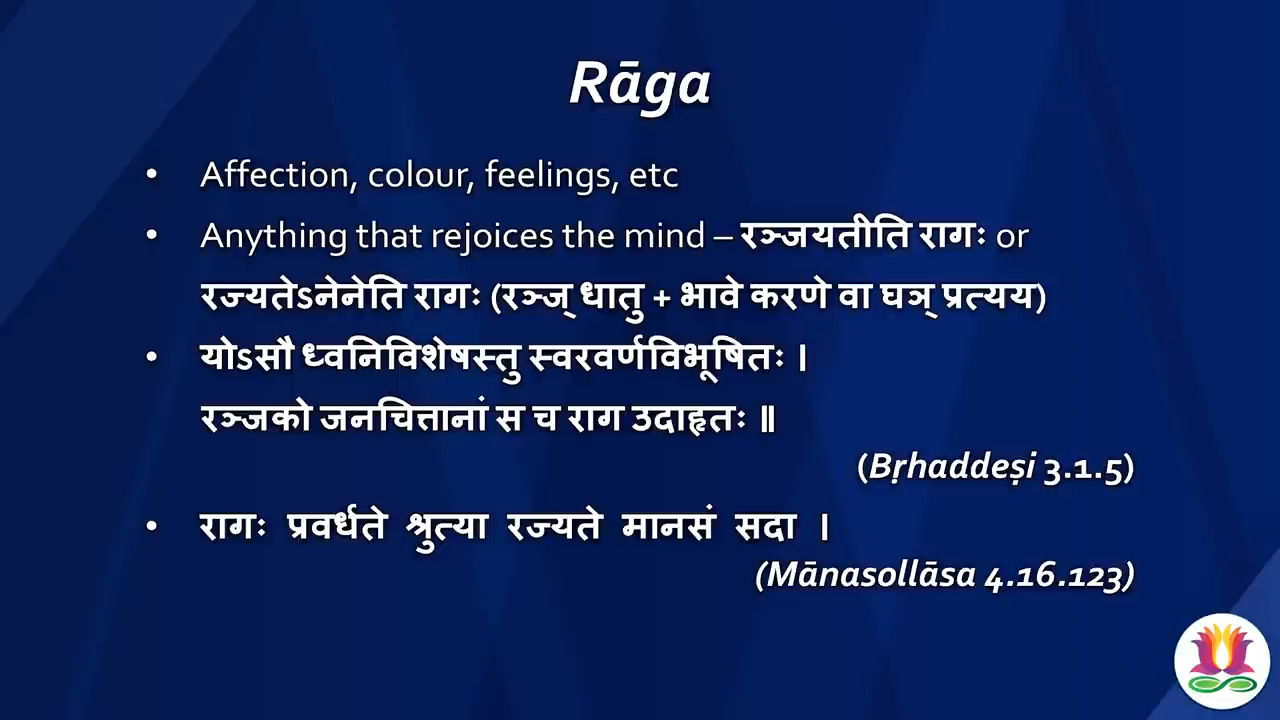 Rāga
• Affection, colour, feelings, etc
• Anything that rejoices the mind – रञ्जयतीति रागः or
रज्यतेऽनेनेति रागः (रञ्ज् धातु + भावे करणे वा घञ् प्रत्यय)
• योऽसौ ध्वनिविशेषस्तु स्वरवर्णविभूषितः ।
रञ्जको जनचित्तानां स च राग उदाहृतः ॥
(Bṛhaddeṣi 3.1.5)
• रागः प्रवर्धते श्रुत्या रज्यते मानसं सदा ।
(Mānasollāsa 4.16.123)